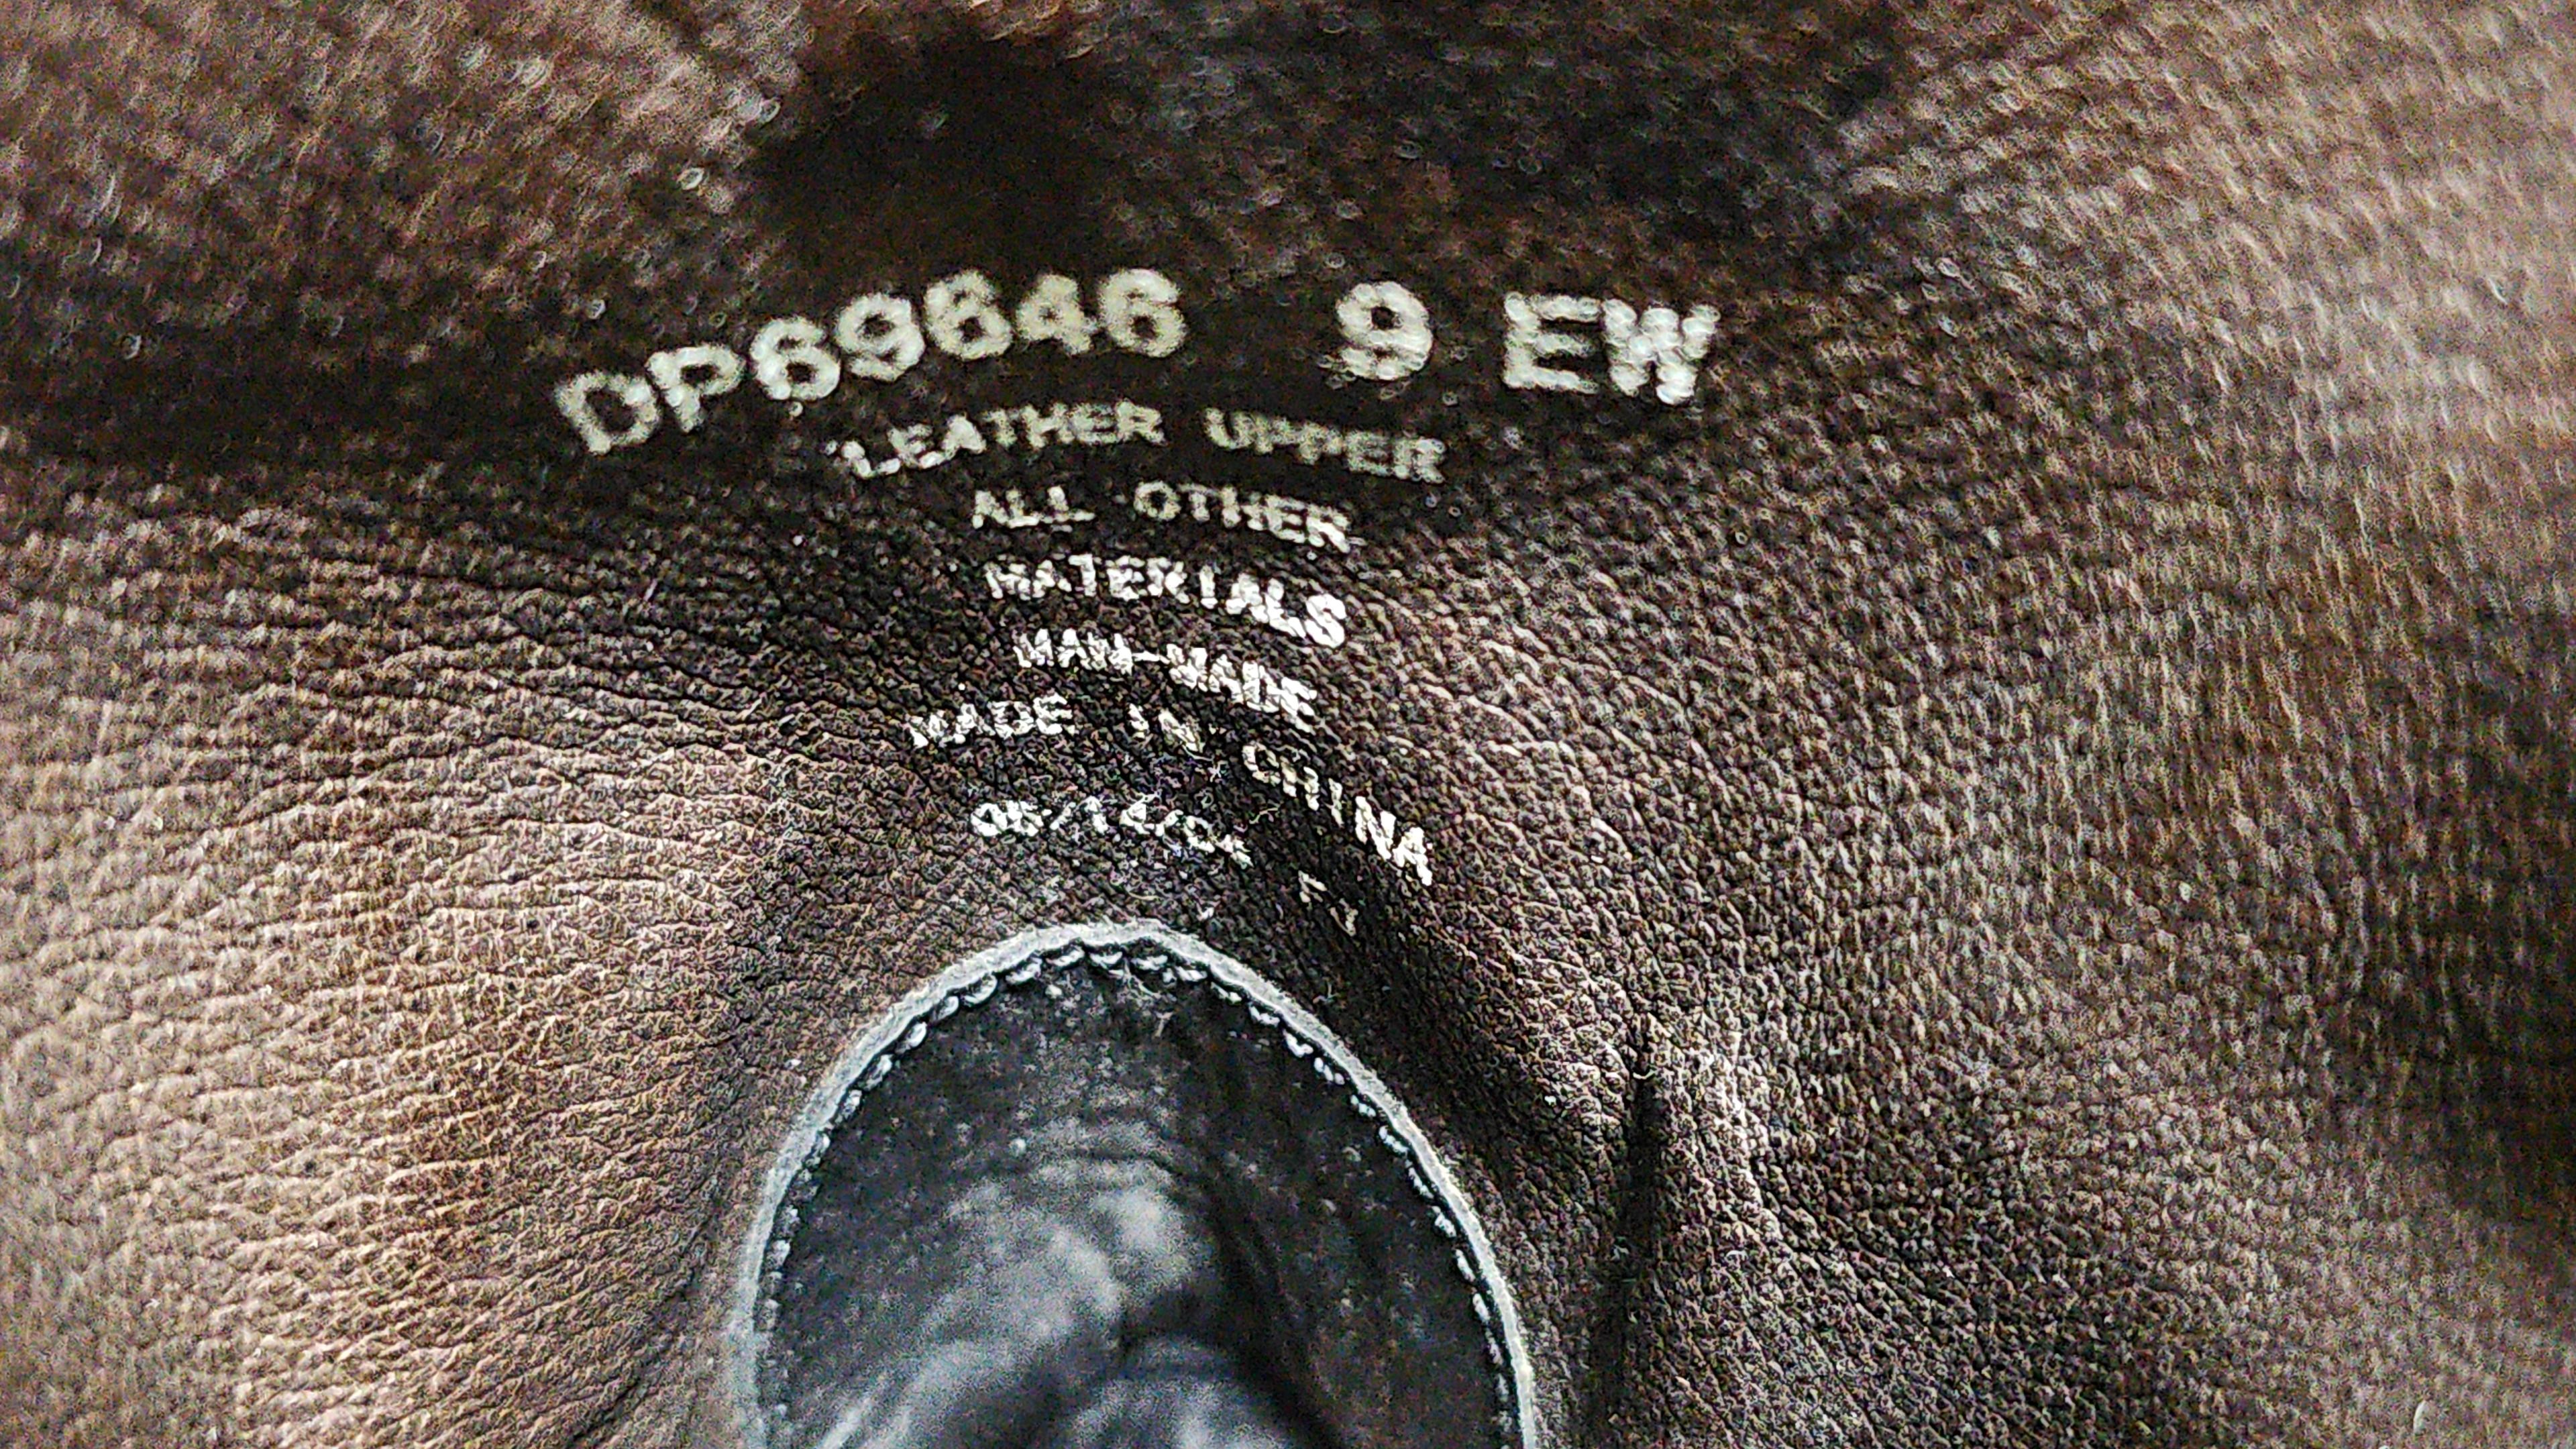 DP69646 9 EW
LEATHER UPPER
ALL OTHER
MATERIALS
MAN-MADE
MADE IN CHINA